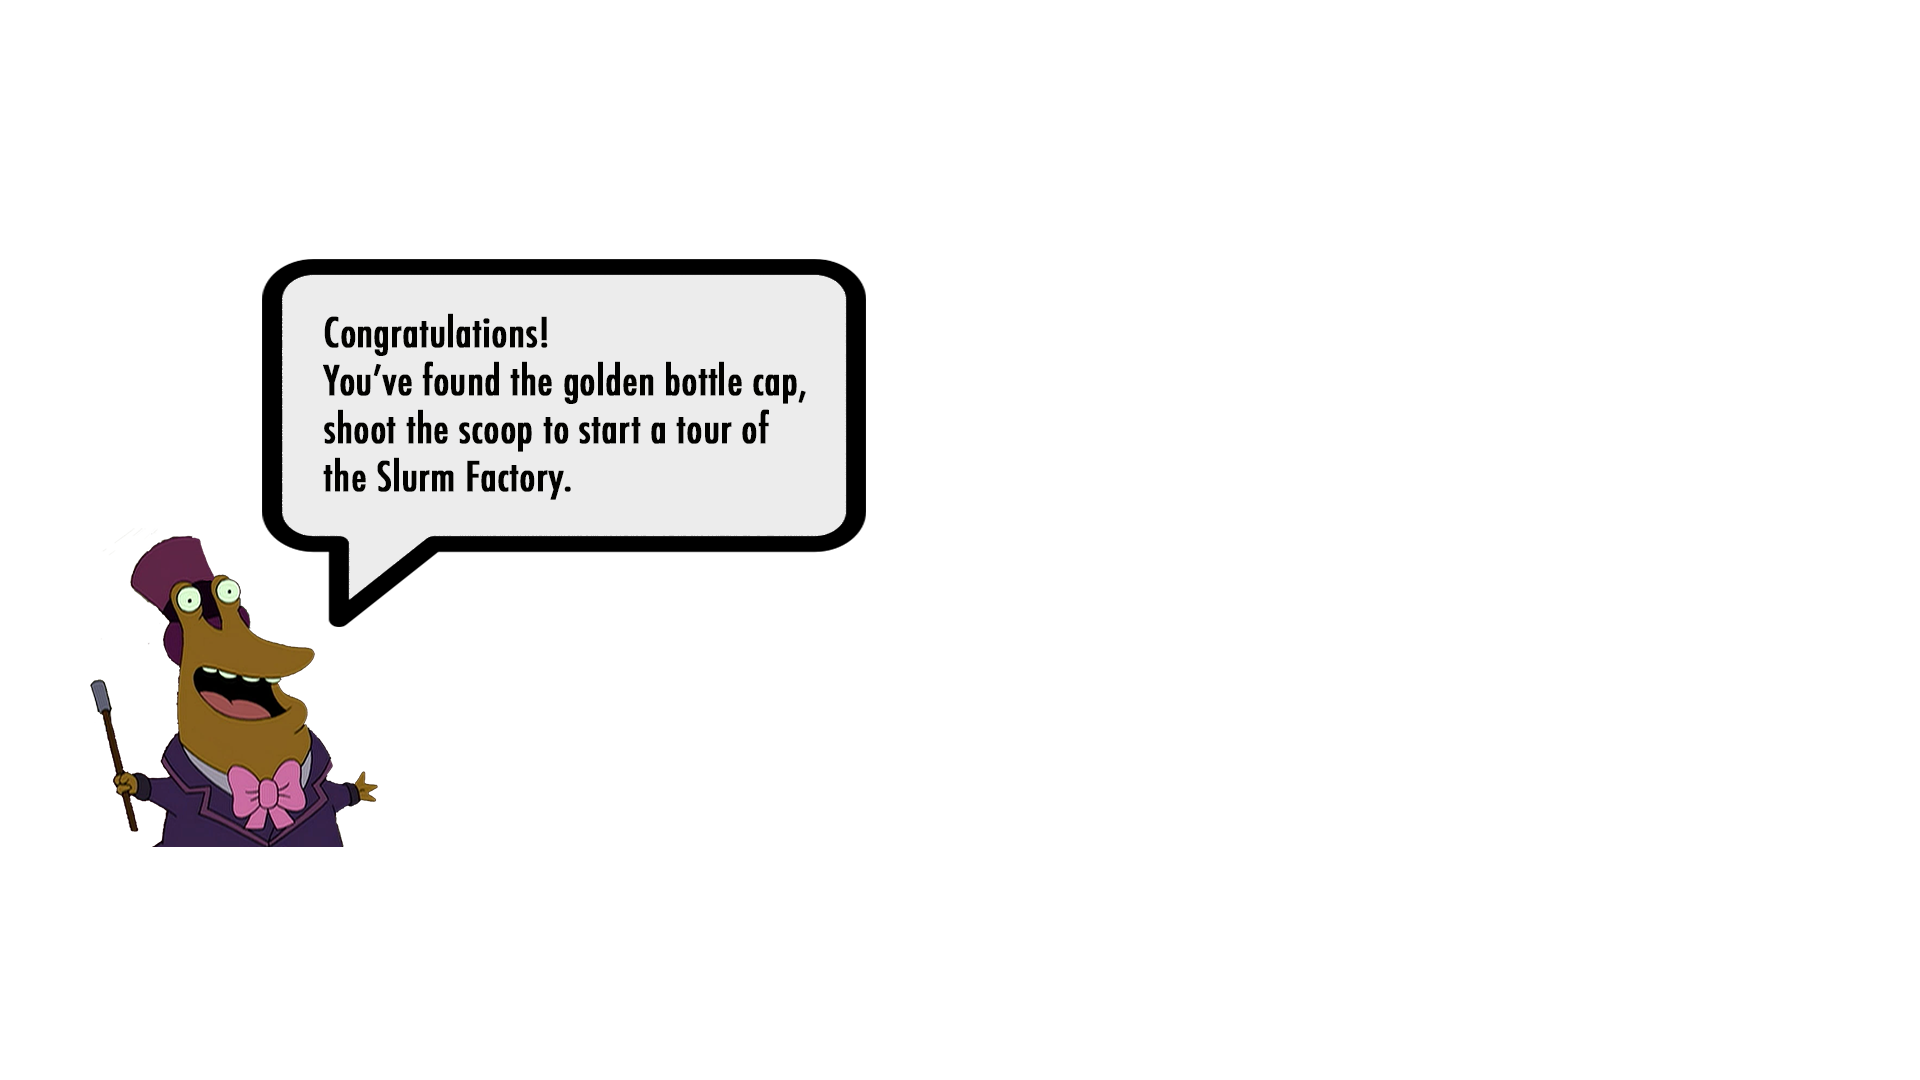 Congratulations!
You’ve found the golden bottle cap,
shoot the scoop to start a tour of
the Slurm Factory.